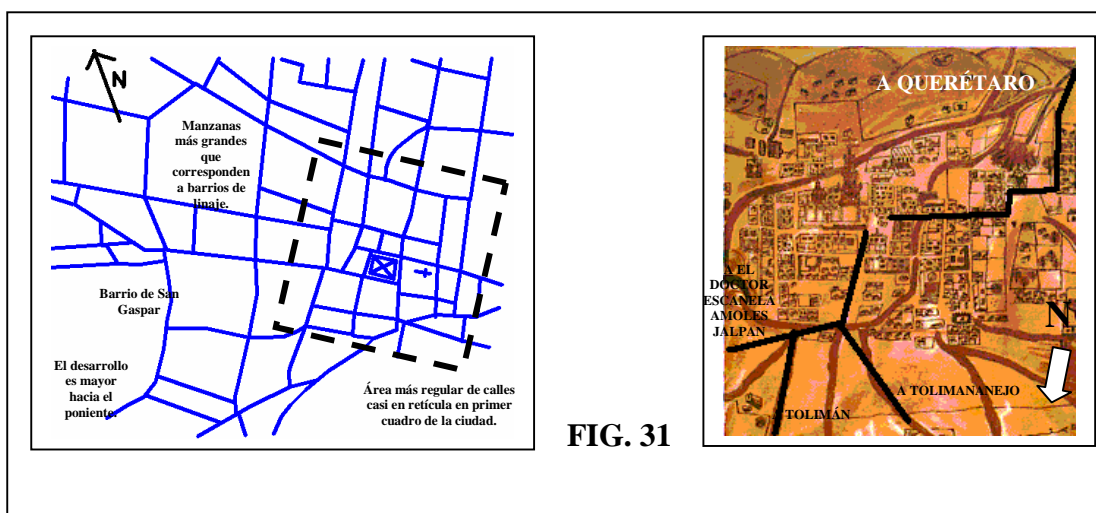 N
Manzanas
más grandes
que
corresponden
a barrios de
linaje.
Barrio de San
Gaspar
El desarrollo
es mayor
hacia el
poniente.
Área más regular de calles
casi en retícula en primer
cuadro de la ciudad.
FIG. 31
A QUERÉTARO
A EL
DOCTOR
ESCANELA
AMOLES
JALPAN
N
A TOLIMANANEJO
A TOLIMÁN